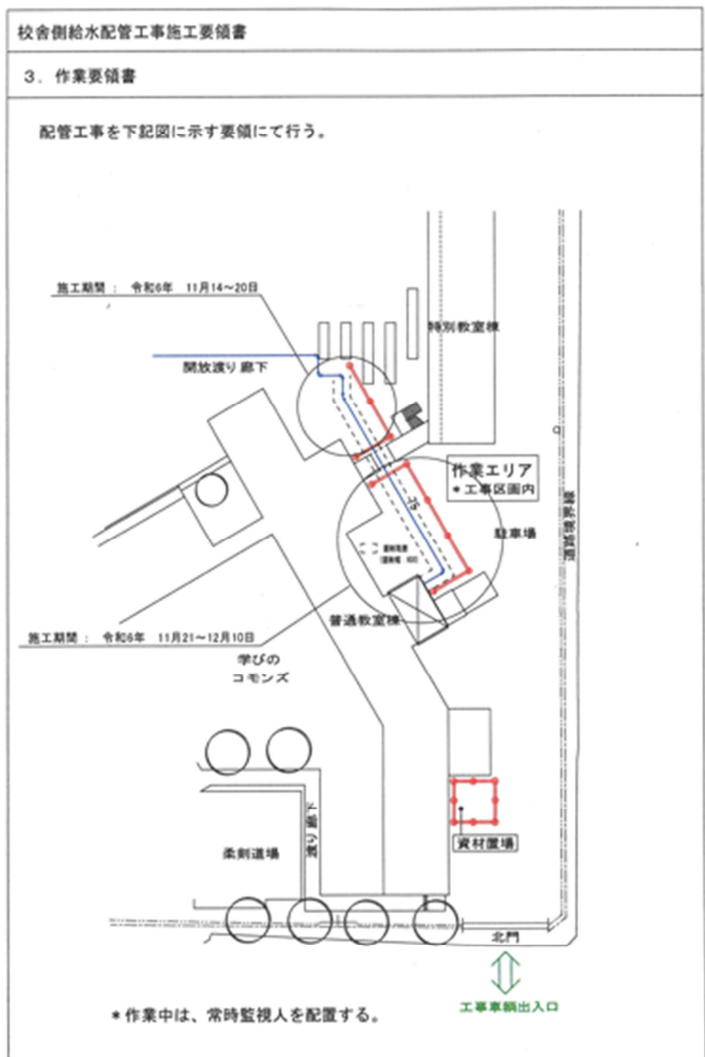 校舎側給水配管工事施工要領書
3. 作業要領書
配管工事を下記図に示す要領にて行う。
施工期間： 令和6年 11月14～20日
特別教室棟
開放渡り廊下
作業エリア
＊工事区画内
駐車場
道路境界線
普通教室棟
施工期間： 令和6年 11月21～12月10日
学びの
コモンズ
渡り廊下
柔剣道場
資材置場
北門
工事車輌出入口
＊作業中は、常時監視人を配置する。